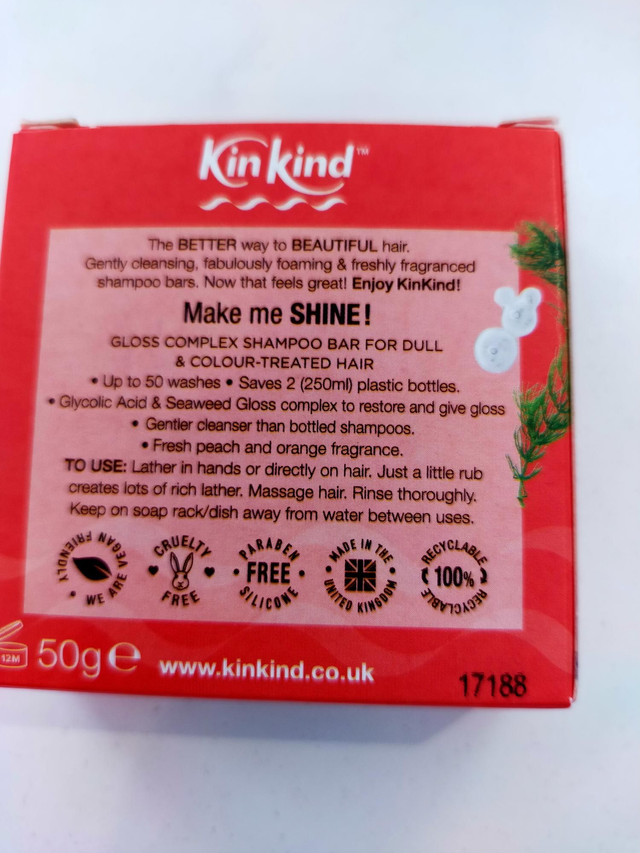 KinKind™
The BETTER way to BEAUTIFUL hair.
Gently cleansing, fabulously foaming & freshly fragranced
shampoo bars. Now that feels great! Enjoy KinKind!
Make me SHINE!
GLOSS COMPLEX SHAMPOO BAR FOR DULL
& COLOUR-TREATED HAIR
• Up to 50 washes • Saves 2 (250ml) plastic bottles.
• Glycolic Acid & Seaweed Gloss complex to restore and give gloss
• Gentler cleanser than bottled shampoos.
• Fresh peach and orange fragrance.
TO USE: Lather in hands or directly on hair. Just a little rub
creates lots of rich lather. Massage hair. Rinse thoroughly.
Keep on soap rack/dish away from water between uses.
WE ARE VEGAN FRIENDLY
CRUELTY FREE
PARABEN FREE SILICONE
MADE IN THE UNITED KINGDOM
RECYCLABLE 100% RECYCLABLE
12M 50g e www.kinkind.co.uk
17188